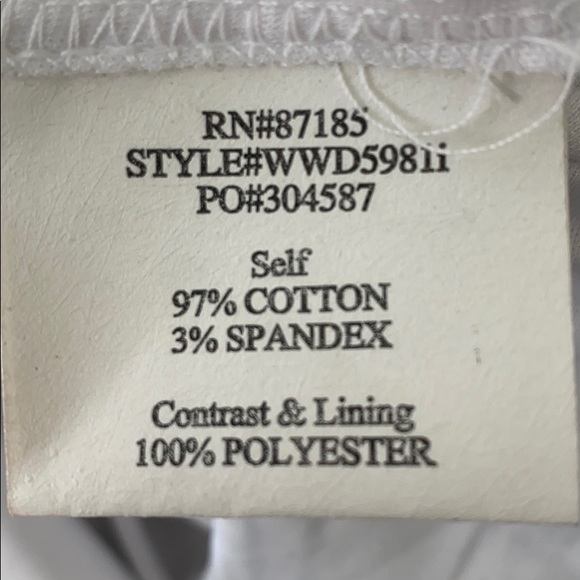 RN#87185
STYLE#WWD5981i
PO#304587
Self
97% COTTON
3% SPANDEX
Contrast & Lining
100% POLYESTER